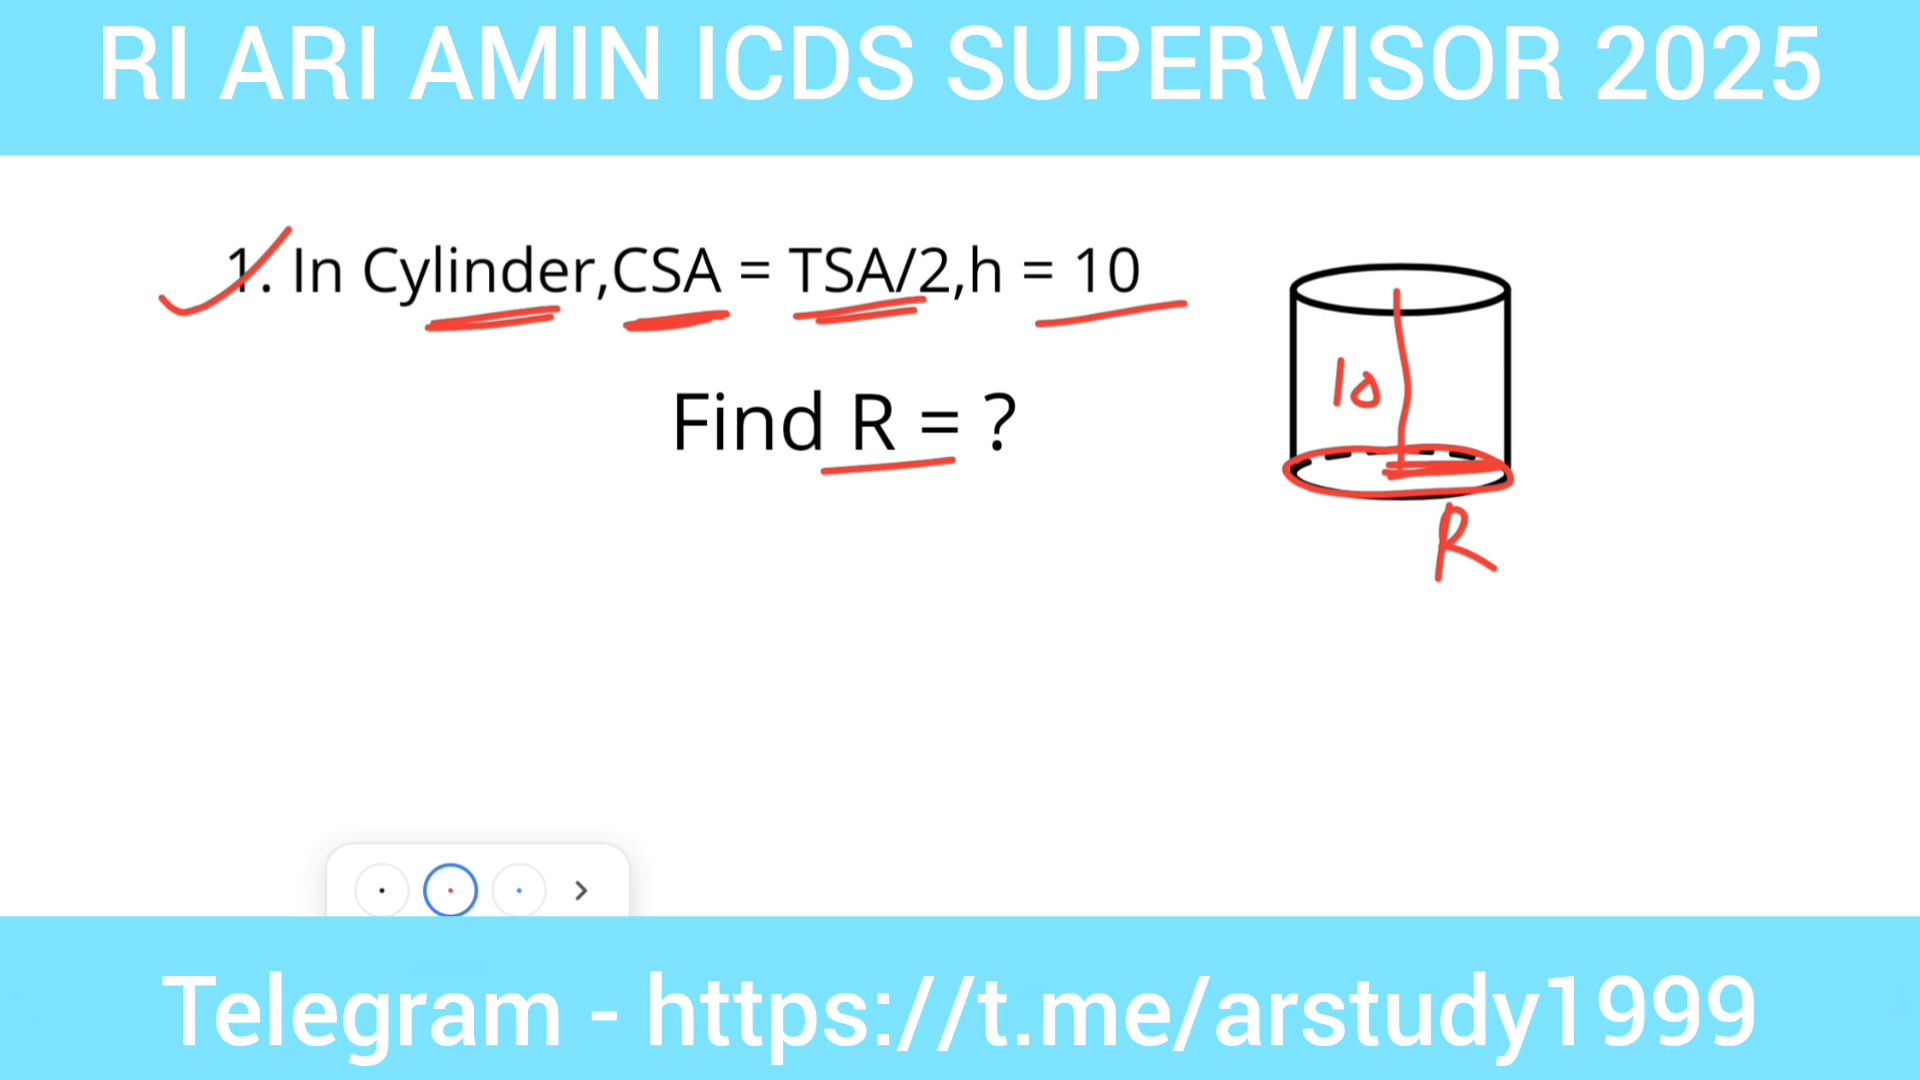 RI ARI AMIN ICDS SUPERVISOR 2025
1. In Cylinder,CSA = TSA/2,h = 10
Find R = ?
10
R
Telegram - https://t.me/arstudy1999